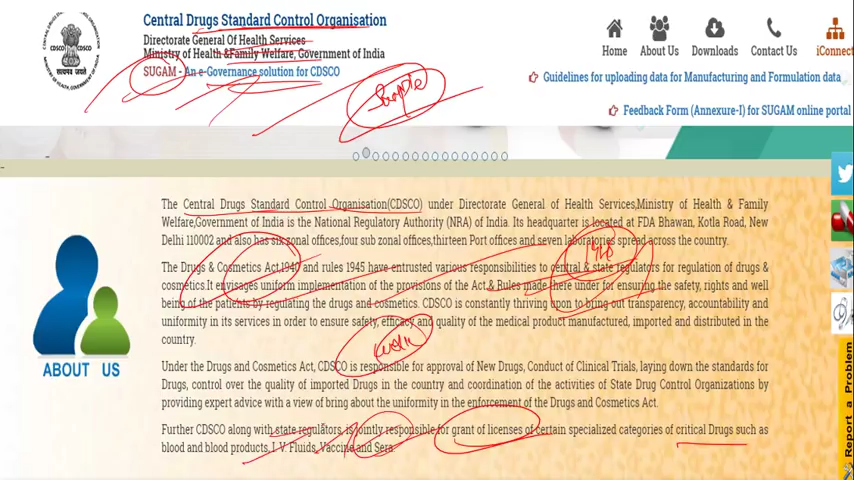 Central Drugs Standard Control Organisation
Directorate General Of Health Services
Ministry of Health &Family Welfare, Government of India
SUGAM - An e-Governance solution for CDSCO
Home
About Us
Downloads
Contact Us
iConnect
Guidelines for uploading data for Manufacturing and Formulation data
Feedback Form (Annexure-I) for SUGAM online portal
The Central Drugs Standard Control Organisation(CDSCO) under Directorate General of Health Services,Ministry of Health & Family
Welfare,Government of India is the National Regulatory Authority (NRA) of India. Its headquarter is located at FDA Bhawan, Kotla Road, New
Delhi 110002 and also has six zonal offices,four sub zonal offices,thirteen Port offices and seven laboratories spread across the country.
The Drugs & Cosmetics Act,1940 and rules 1945 have entrusted various responsibilities to central & state regulators for regulation of drugs &
cosmetics.It envisages uniform implementation of the provisions of the Act & Rules made there under for ensuring the safety, rights and well
being of the patients by regulating the drugs and cosmetics. CDSCO is constantly thriving upon to bring out transparency, accountability and
uniformity in its services in order to ensure safety, efficacy and quality of the medical product manufactured, imported and distributed in the
country.
Under the Drugs and Cosmetics Act, CDSCO is responsible for approval of New Drugs, Conduct of Clinical Trials, laying down the standards for
Drugs, control over the quality of imported Drugs in the country and coordination of the activities of State Drug Control Organizations by
providing expert advice with a view of bring about the uniformity in the enforcement of the Drugs and Cosmetics Act.
Further CDSCO along with state regulators, is jointly responsible for grant of licenses of certain specialized categories of critical Drugs such as
blood and blood products, I. V. Fluids, Vaccine and Sera.
ABOUT US
Report a Problem